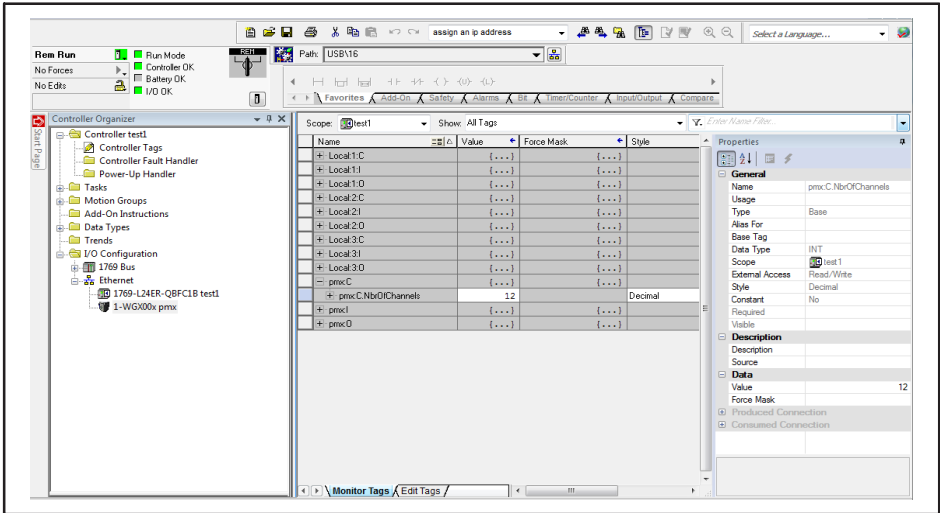 assign an ip address
Select a Language...
Rem Run
Run Mode
REM
Path: USB\16
No Forces
Controller OK
Battery OK
No Edits
I/O OK
Favorites Add-On Safety Alarms Bit Timer/Counter Input/Output Compare
Start Page
Controller Organizer
Controller test1
Controller Tags
Controller Fault Handler
Power-Up Handler
Tasks
Motion Groups
Add-On Instructions
Data Types
Trends
I/O Configuration
1769 Bus
Ethernet
1769-L24ER-QBFC1B test1
1-WGX00x pmx
Scope: test1 Show: All Tags
Enter Name Filter...
Name Value Force Mask Style
Local:1:C {...} {...}
Local:1:I {...} {...}
Local:1:O {...} {...}
Local:2:C {...} {...}
Local:2:I {...} {...}
Local:2:O {...} {...}
Local:3:C {...} {...}
Local:3:I {...} {...}
Local:3:O {...} {...}
pmx:C {...} {...}
pmx:C.NbrOfChannels 12 Decimal
pmx:I {...} {...}
pmx:O {...} {...}
Monitor Tags Edit Tags
Properties
General
Name pmx:C.NbrOfChannels
Usage
Type Base
Alias For
Base Tag
Data Type INT
Scope test1
External Access Read/Write
Style Decimal
Constant No
Required
Visible
Description
Description
Source
Data
Value 12
Force Mask
Produced Connection
Consumed Connection